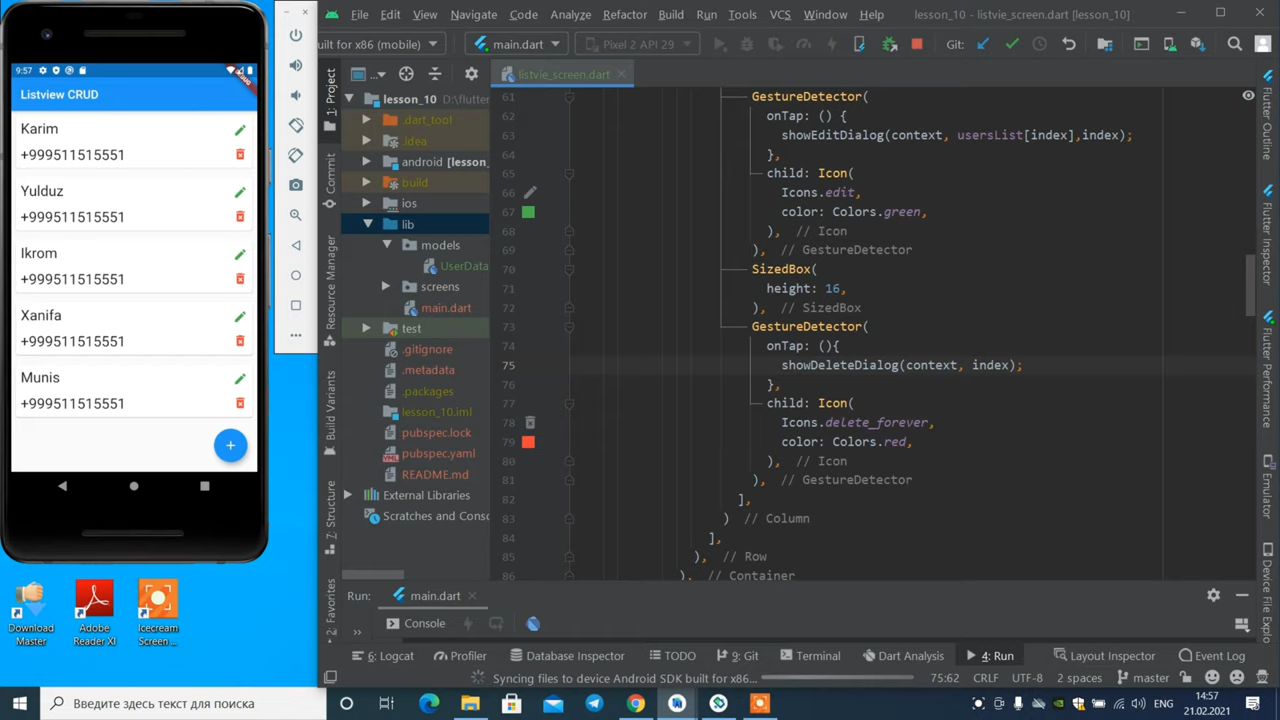 File Edit View Navigate Code Analyze Refactor Build Run Tools VCS Window Help lesson_10 - listvie_screen.dart [lesson_10]
built for x86 (mobile) main.dart Pixel 2 API 29 Git:
listvie_screen.dart
1: Project
Commit
Resource Manager
Build Variants
7: Structure
2: Favorites
Project
lesson_10 D:\flutter
.dart_tool
.idea
android [lesson_
build
ios
lib
models
UserData
screens
main.dart
test
.gitignore
.metadata
.packages
lesson_10.iml
pubspec.lock
pubspec.yaml
README.md
External Libraries
Scratches and Conso
9:57
DEBUG
Listview CRUD
Karim
+999511515551
Yulduz
+999511515551
Ikrom
+999511515551
Xanifa
+999511515551
Munis
+999511515551
+
61 GestureDetector(
62 onTap: () {
63 showEditDialog(context, usersList[index],index);
64 },
65 child: Icon(
66 Icons.edit,
67 color: Colors.green,
68 ), // Icon
69 ), // GestureDetector
70 SizedBox(
71 height: 16,
72 ), // SizedBox
73 GestureDetector(
74 onTap: (){
75 showDeleteDialog(context, index);
76 },
77 child: Icon(
78 Icons.delete_forever,
79 color: Colors.red,
80 ), // Icon
81 ), // GestureDetector
82 ],
83 ) // Column
84 ],
85 ), // Row
86 ), // Container
Flutter Outline
Flutter Inspector
Flutter Performance
Emulator
Device File Explo
Run: main.dart
Console
6: Logcat Profiler Database Inspector TODO 9: Git Terminal Dart Analysis 4: Run Layout Inspector Event Log
Syncing files to device Android SDK built for x86... 75:62 CRLF UTF-8 2 spaces master
Download Master
Adobe Reader XI
Icecream Screen ...
Введите здесь текст для поиска
14:57
21.02.2021